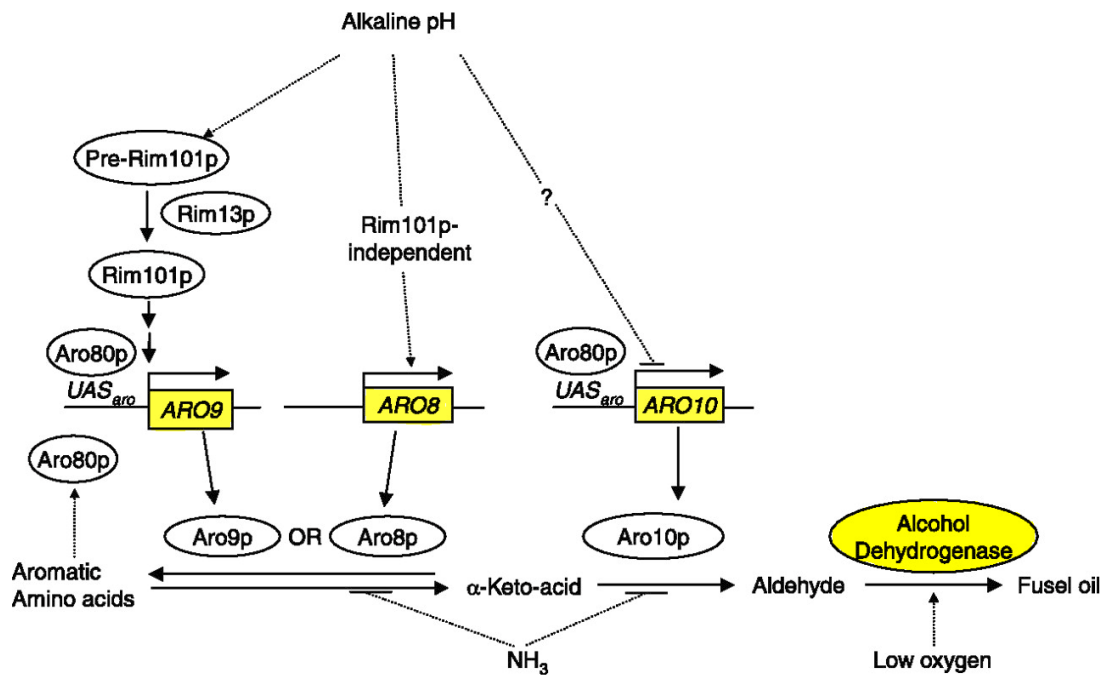 Alkaline pH
Pre-Rim101p
Rim13p
?
Rim101p-
independent
Rim101p
Aro80p
Aro80p
UASaro
ARO9
ARO8
UASaro
ARO10
Aro80p
Aro9p
OR
Aro8p
Aro10p
Alcohol
Dehydrogenase
Aromatic
Amino acids
α-Keto-acid
Aldehyde
Fusel oil
NH3
Low oxygen